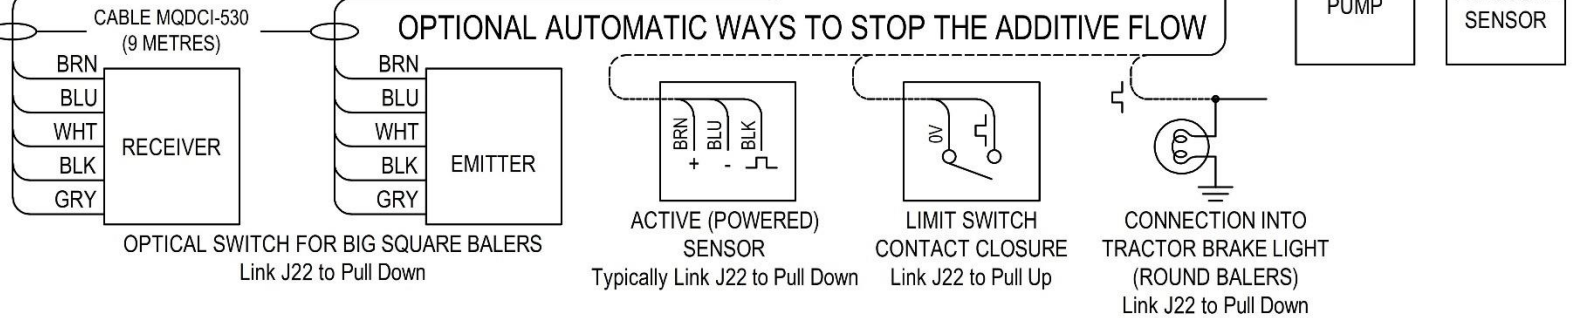 CABLE MQDCI-530
(9 METRES)
OPTIONAL AUTOMATIC WAYS TO STOP THE ADDITIVE FLOW
PUMP
SENSOR
BRN
BLU
WHT
BLK
GRY
RECEIVER
BRN
BLU
WHT
BLK
GRY
EMITTER
OPTICAL SWITCH FOR BIG SQUARE BALERS
Link J22 to Pull Down
BRN
BLU
BLK
+
-
ACTIVE (POWERED)
SENSOR
Typically Link J22 to Pull Down
0V
LIMIT SWITCH
CONTACT CLOSURE
Link J22 to Pull Up
CONNECTION INTO
TRACTOR BRAKE LIGHT
(ROUND BALERS)
Link J22 to Pull Down